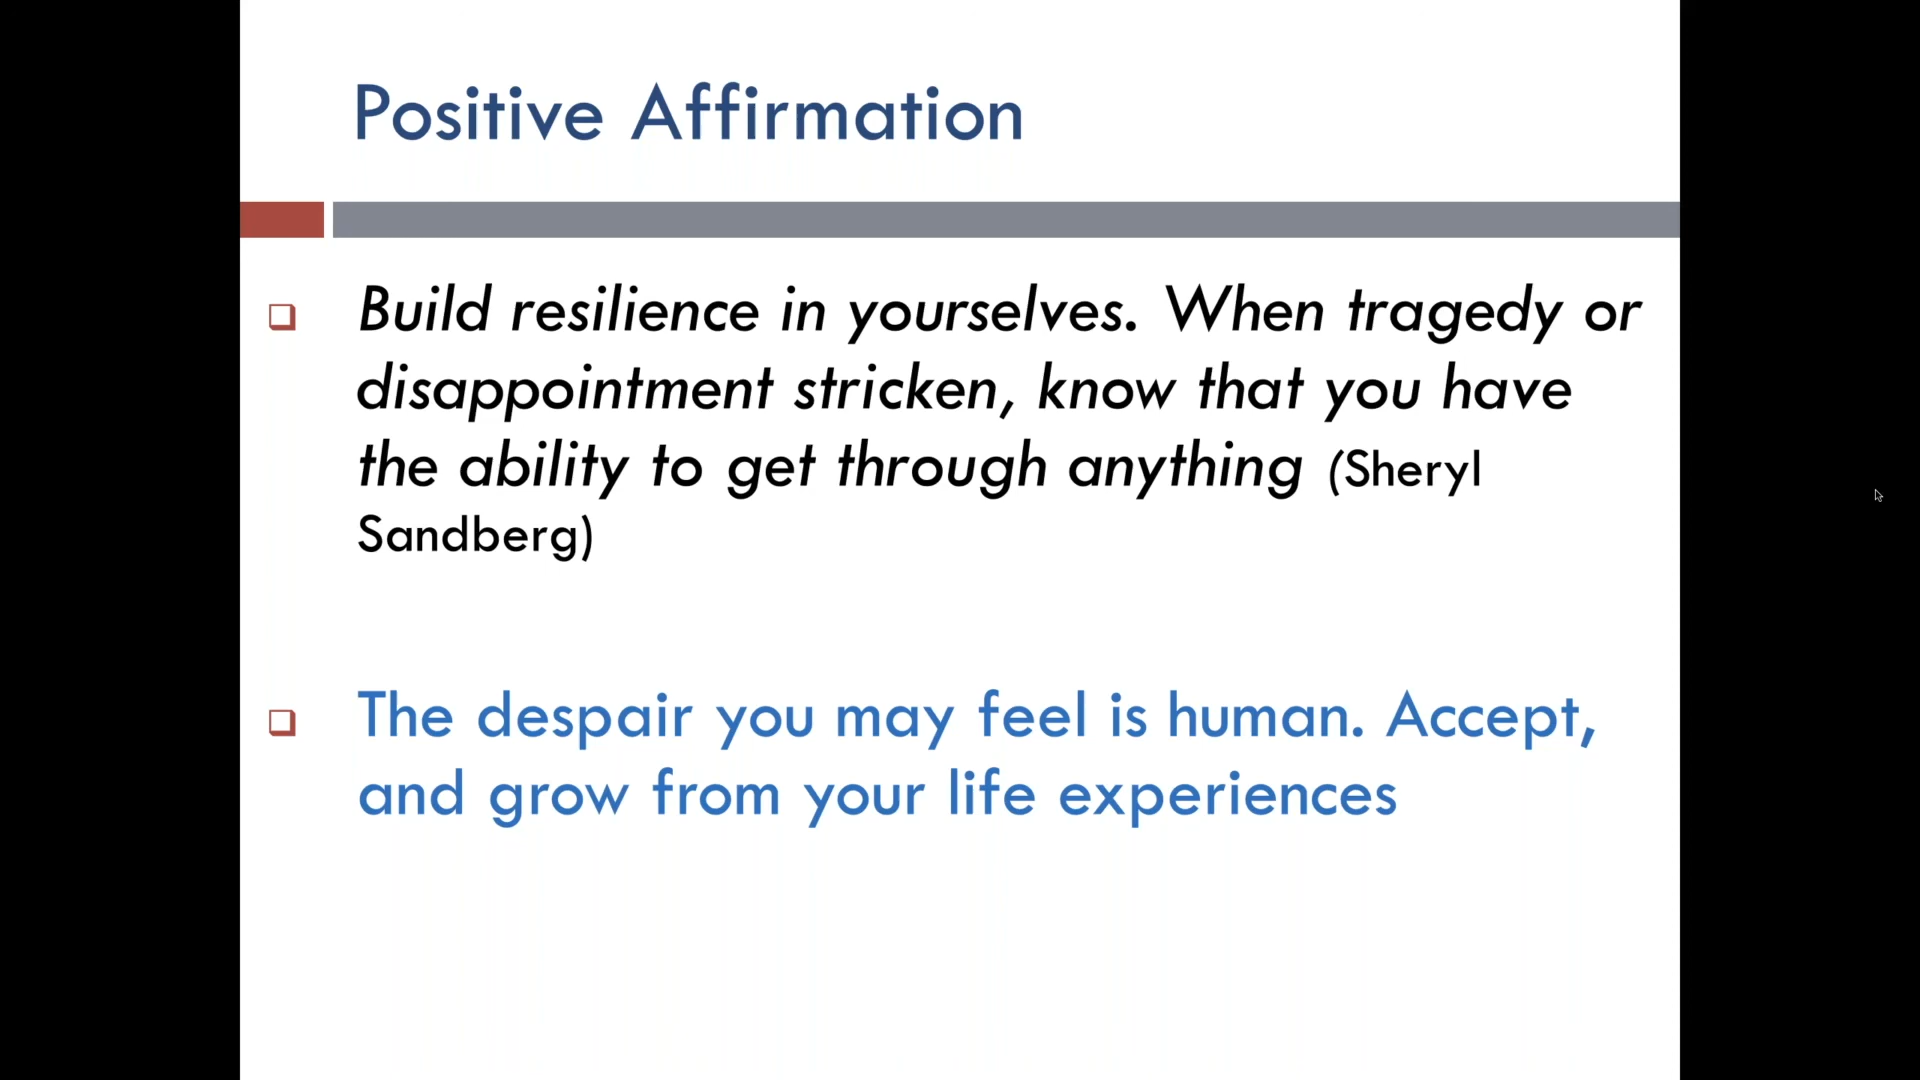 Positive Affirmation
Build resilience in yourselves. When tragedy or
disappointment stricken, know that you have
the ability to get through anything (Sheryl
Sandberg)
The despair you may feel is human. Accept,
and grow from your life experiences